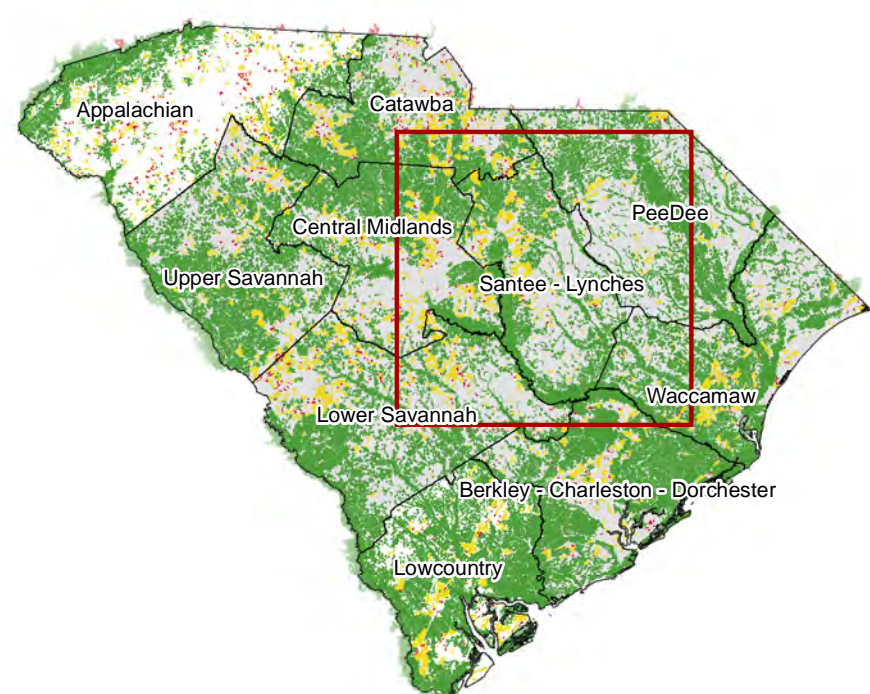 Appalachian
Catawba
PeeDee
Central Midlands
Upper Savannah
Santee - Lynches
Waccamaw
Lower Savannah
Berkley - Charleston - Dorchester
Lowcountry